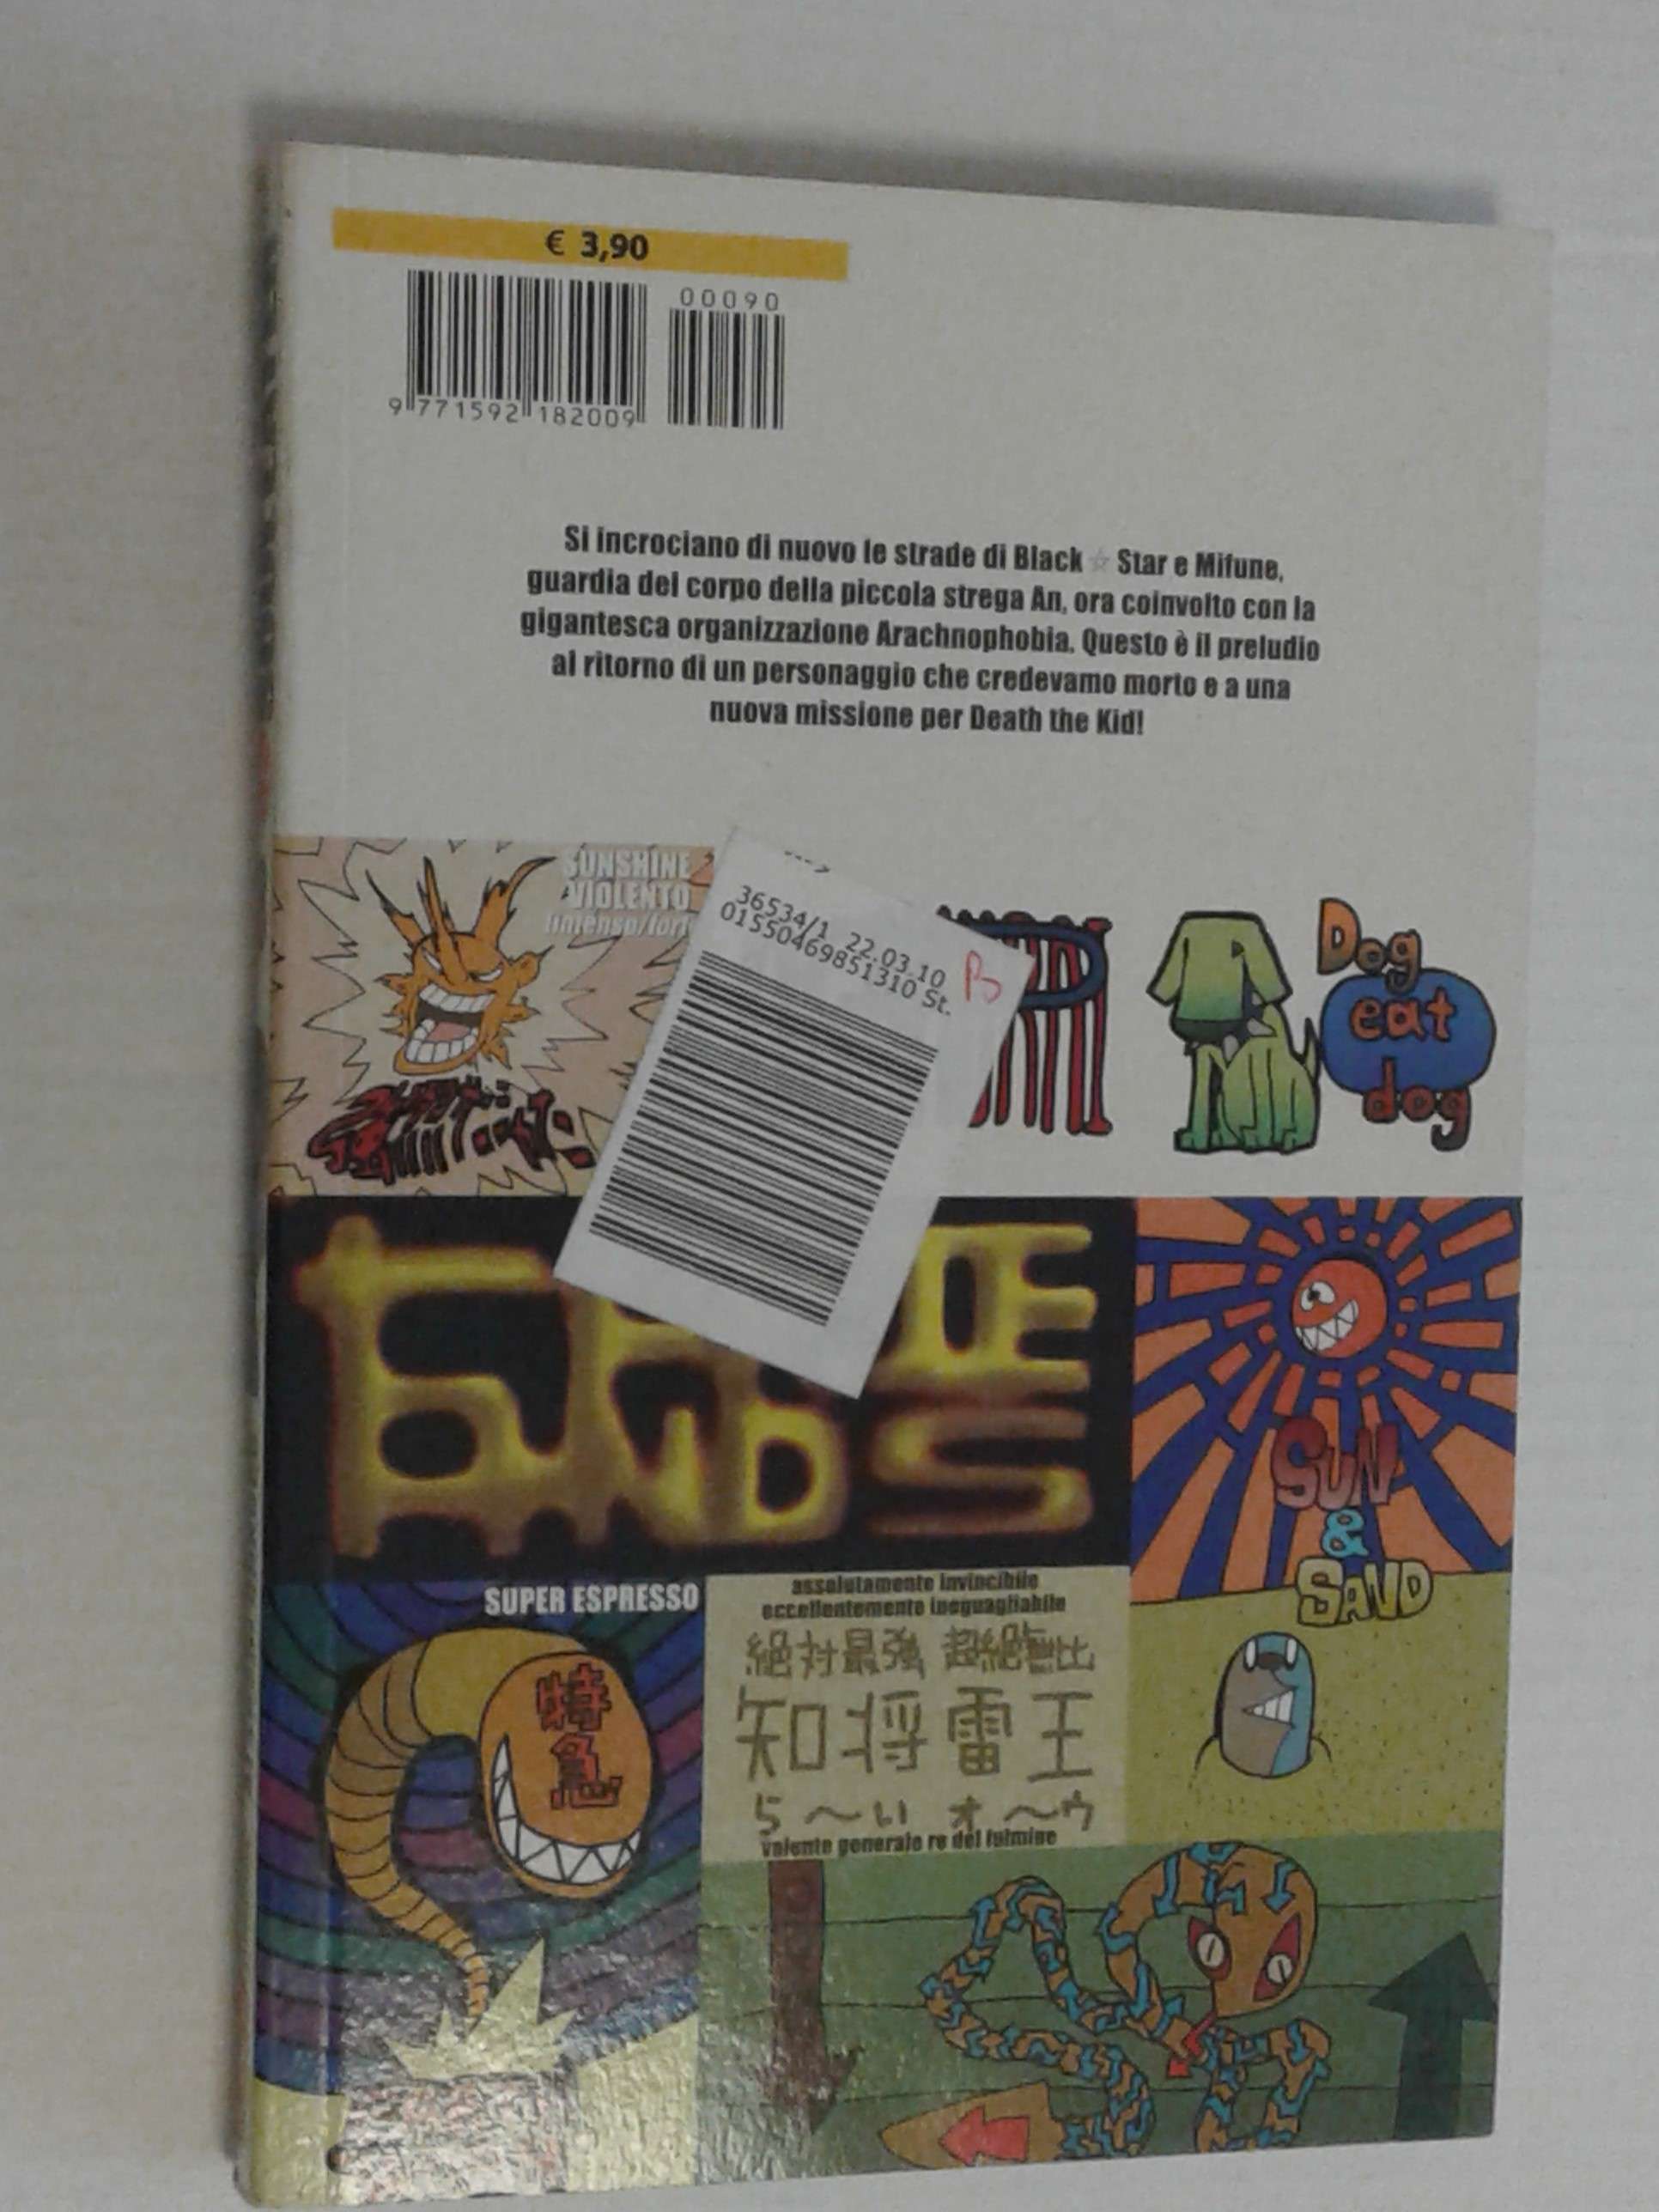 € 3,90
00090
9 771592 182009
Si incrociano di nuovo le strade di Black ☆ Star e Mifune,
guardia del corpo della piccola strega An, ora coinvolto con la
gigantesca organizzazione Arachnophobia. Questo è il preludio
al ritorno di un personaggio che credevamo morto e a una
nuova missione per Death the Kid!
SUNSHINE
VIOLENTO
36534/1 22.03.10
01550469851310 St.
B
Dog
eat
dog
SUN
&
SAND
SUPER ESPRESSO
特急
assolutamente invincibile
eccellentemente ineguagliabile
絶対最強 超絶無比
知将雷王
ら〜い オ〜ウ
valente generale re del fulmine